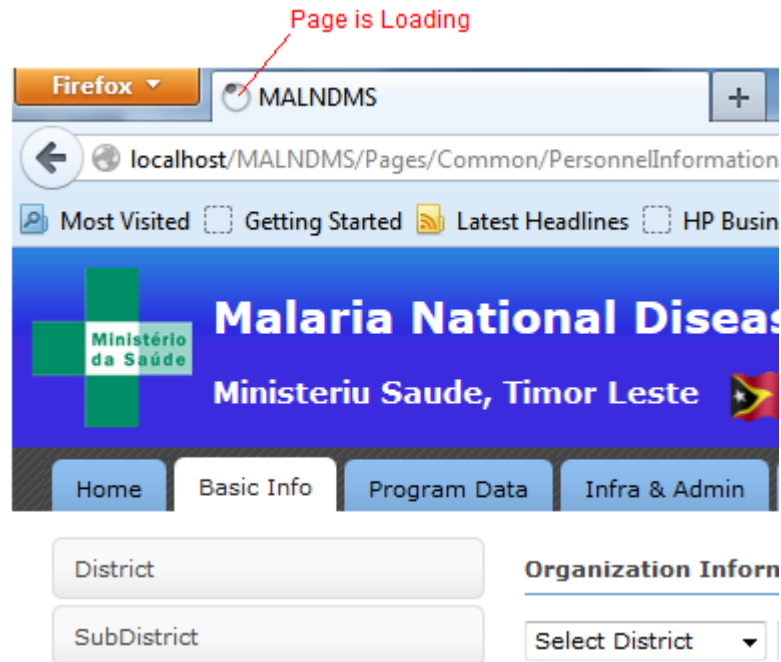 Page is Loading
Firefox
MALNDMS
localhost/MALNDMS/Pages/Common/PersonnelInformation
Most Visited Getting Started Latest Headlines HP Busin
Ministério
da Saúde
Malaria National Diseas
Ministeriu Saude, Timor Leste
Home Basic Info Program Data Infra & Admin
District
Organization Inform
SubDistrict
Select District